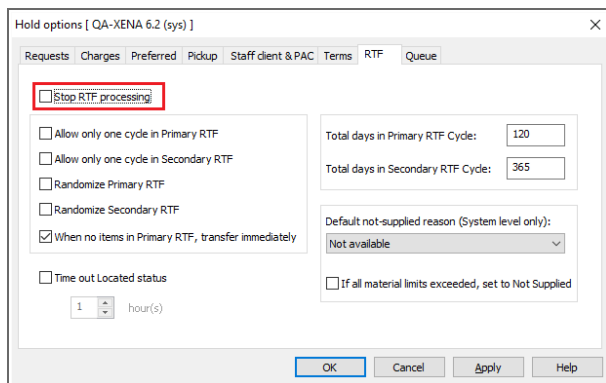 Hold options [ QA-XENA 6.2 (sys) ]
Requests Charges Preferred Pickup Staff client & PAC Terms RTF Queue
Stop RTF processing
Allow only one cycle in Primary RTF
Allow only one cycle in Secondary RTF
Randomize Primary RTF
Randomize Secondary RTF
When no items in Primary RTF, transfer immediately
Time out Located status
1 hour(s)
Total days in Primary RTF Cycle: 120
Total days in Secondary RTF Cycle: 365
Default not-supplied reason (System level only):
Not available
If all material limits exceeded, set to Not Supplied
OK Cancel Apply Help